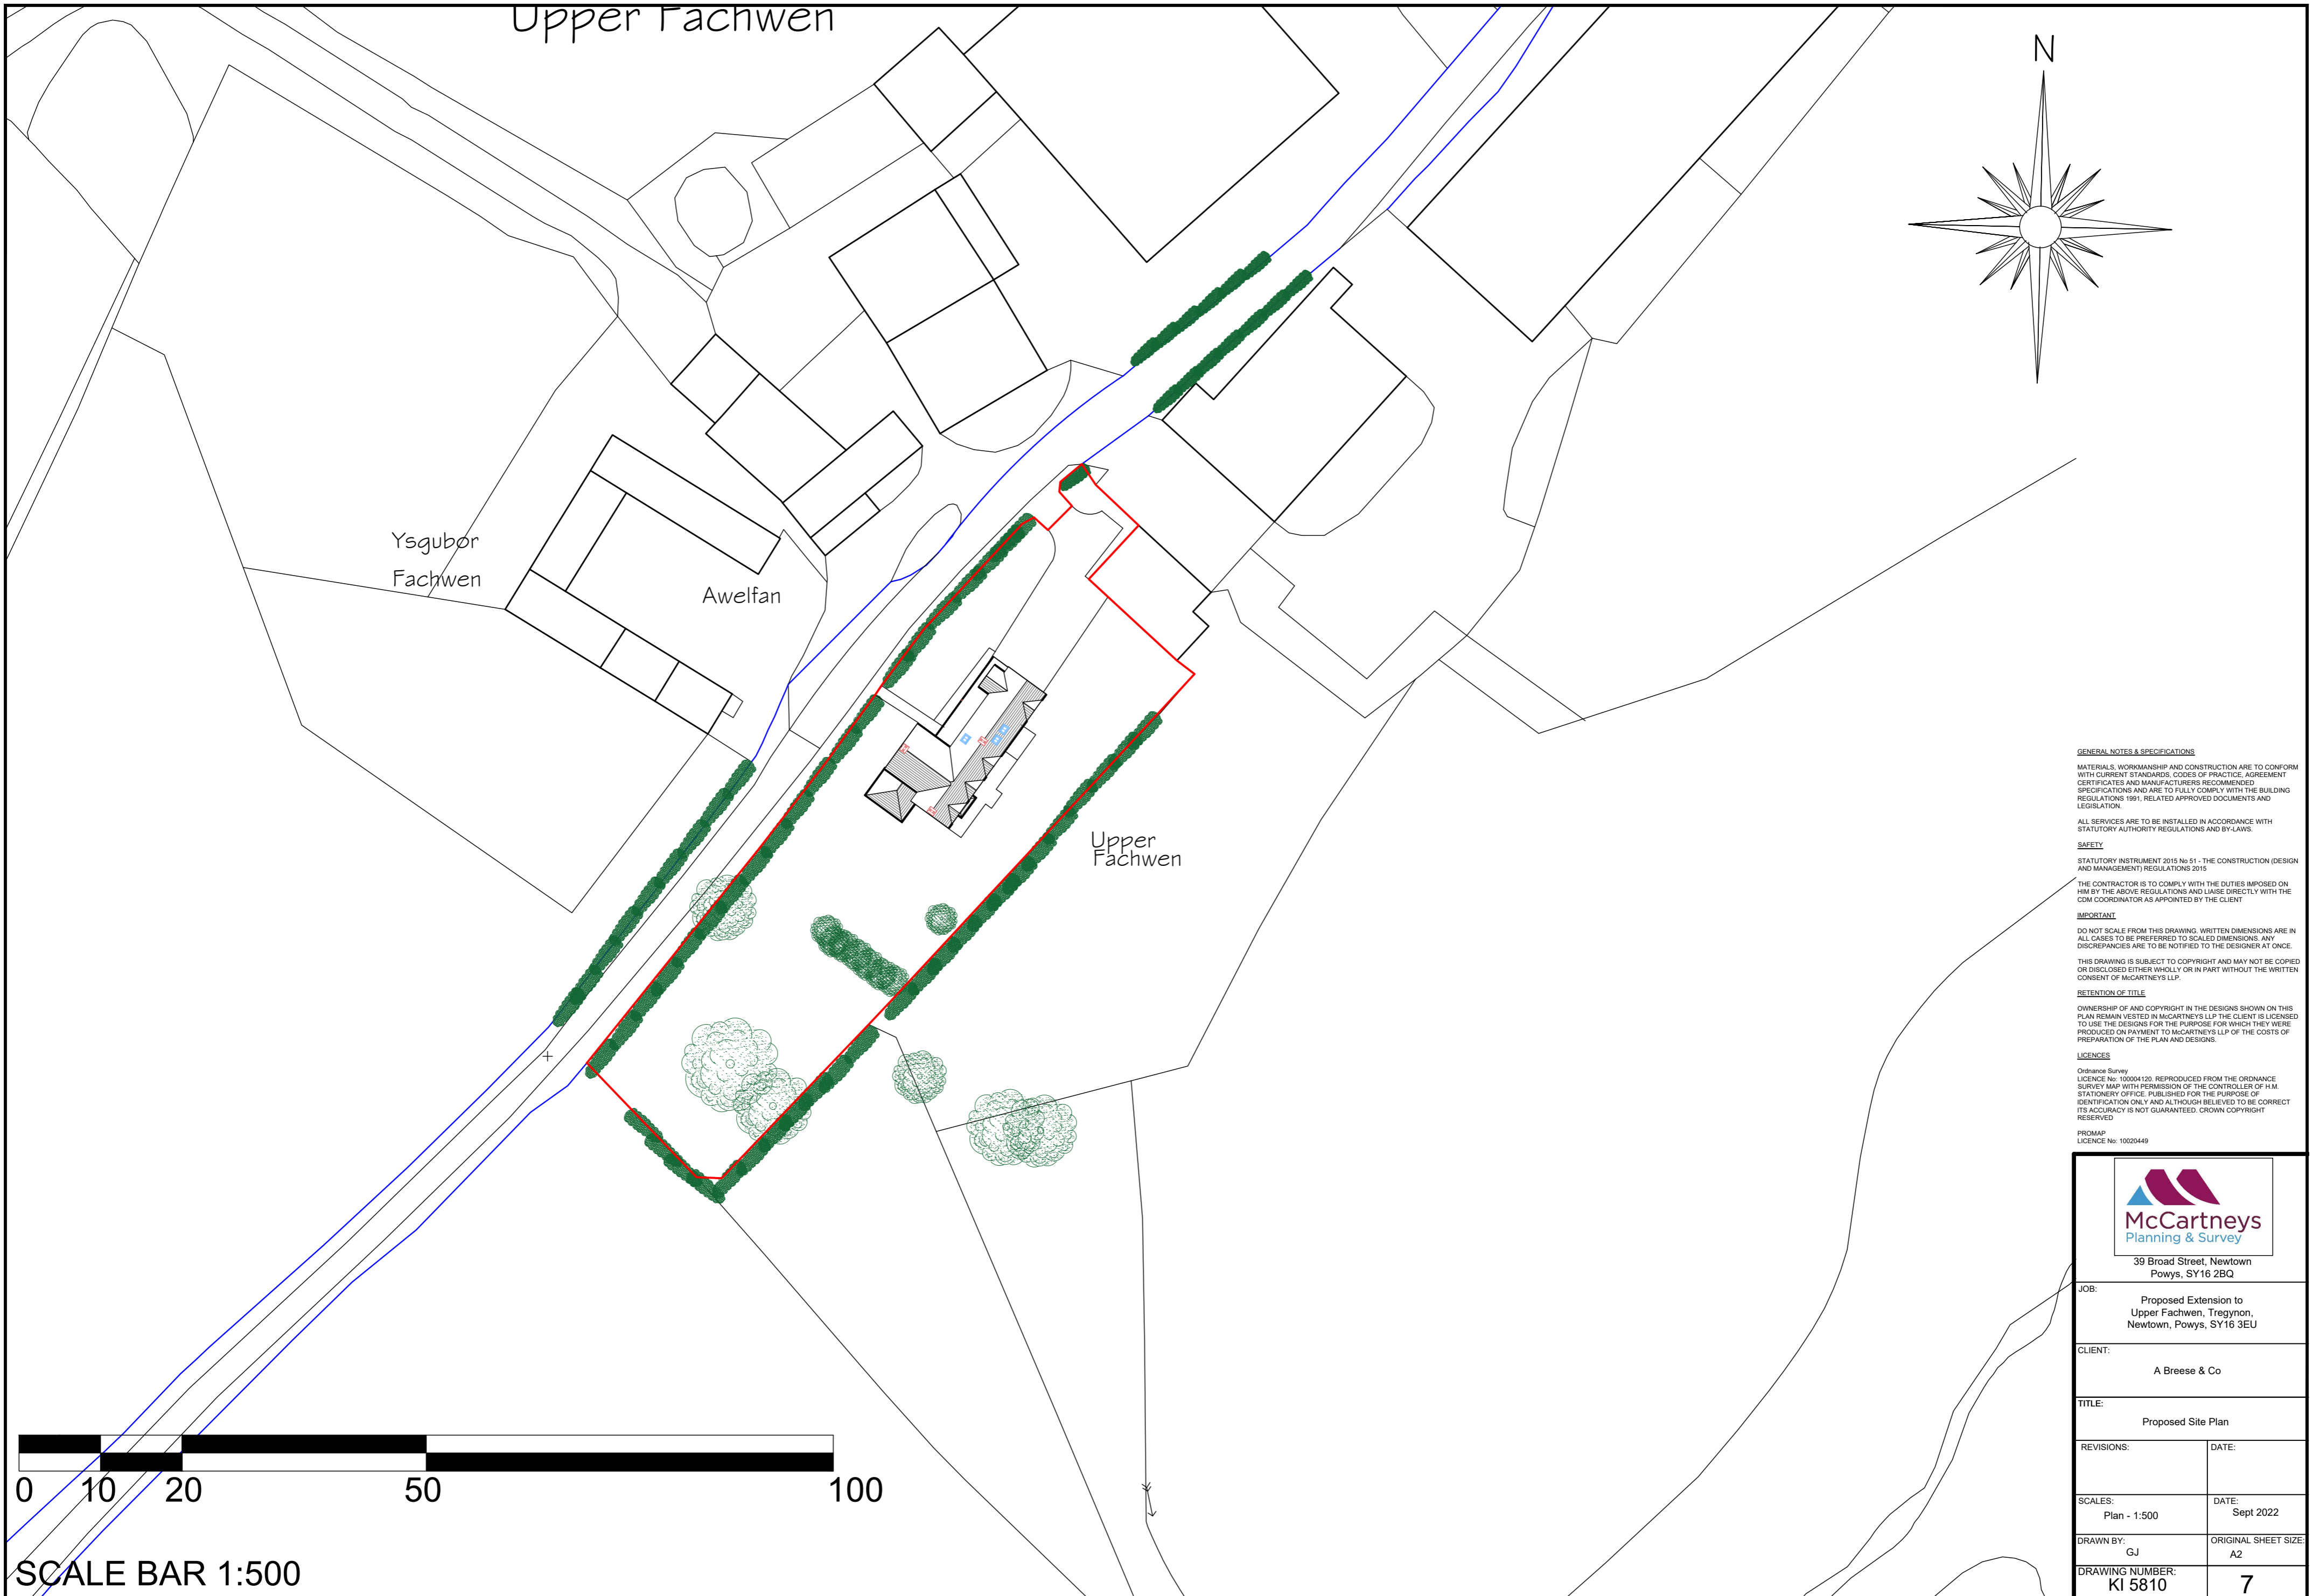 Upper Fachwen
N
Ysgubor
Fachwen
Awelfan
Upper
Fachwen
GENERAL NOTES & SPECIFICATIONS
MATERIALS, WORKMANSHIP AND CONSTRUCTION ARE TO CONFORM
WITH CURRENT STANDARDS, CODES OF PRACTICE, AGREEMENT
CERTIFICATES AND MANUFACTURERS RECOMMENDED
SPECIFICATIONS AND ARE TO FULLY COMPLY WITH THE BUILDING
REGULATIONS 1991, RELATED APPROVED DOCUMENTS AND
LEGISLATION.
ALL SERVICES ARE TO BE INSTALLED IN ACCORDANCE WITH
STATUTORY AUTHORITY REGULATIONS AND BY-LAWS.
SAFETY
STATUTORY INSTRUMENT 2015 No 51 - THE CONSTRUCTION (DESIGN
AND MANAGEMENT) REGULATIONS 2015
THE CONTRACTOR IS TO COMPLY WITH THE DUTIES IMPOSED ON
HIM BY THE ABOVE REGULATIONS AND LIAISE DIRECTLY WITH THE
CDM COORDINATOR AS APPOINTED BY THE CLIENT
IMPORTANT
DO NOT SCALE FROM THIS DRAWING. WRITTEN DIMENSIONS ARE IN
ALL CASES TO BE PREFERRED TO SCALED DIMENSIONS. ANY
DISCREPANCIES ARE TO BE NOTIFIED TO THE DESIGNER AT ONCE.
THIS DRAWING IS SUBJECT TO COPYRIGHT AND MAY NOT BE COPIED
OR DISCLOSED EITHER WHOLLY OR IN PART WITHOUT THE WRITTEN
CONSENT OF McCARTNEYS LLP.
RETENTION OF TITLE
OWNERSHIP OF AND COPYRIGHT IN THE DESIGNS SHOWN ON THIS
PLAN REMAIN VESTED IN McCARTNEYS LLP THE CLIENT IS LICENSED
TO USE THE DESIGNS FOR THE PURPOSE FOR WHICH THEY WERE
PRODUCED ON PAYMENT TO McCARTNEYS LLP OF THE COSTS OF
PREPARATION OF THE PLAN AND DESIGNS.
LICENCES
Ordnance Survey
LICENCE No: 100004120. REPRODUCED FROM THE ORDNANCE
SURVEY MAP WITH PERMISSION OF THE CONTROLLER OF H.M.
STATIONERY OFFICE. PUBLISHED FOR THE PURPOSE OF
IDENTIFICATION ONLY AND ALTHOUGH BELIEVED TO BE CORRECT
ITS ACCURACY IS NOT GUARANTEED. CROWN COPYRIGHT
RESERVED
PROMAP
LICENCE No: 10020449
McCartneys
Planning & Survey
39 Broad Street, Newtown
Powys, SY16 2BQ
JOB:
Proposed Extension to
Upper Fachwen, Tregynon,
Newtown, Powys, SY16 3EU
CLIENT:
A Breese & Co
TITLE:
Proposed Site Plan
REVISIONS: DATE:
SCALES: DATE:
Plan - 1:500 Sept 2022
DRAWN BY: ORIGINAL SHEET SIZE:
GJ A2
DRAWING NUMBER:
KI 5810 7
0 10 20 50 100
SCALE BAR 1:500